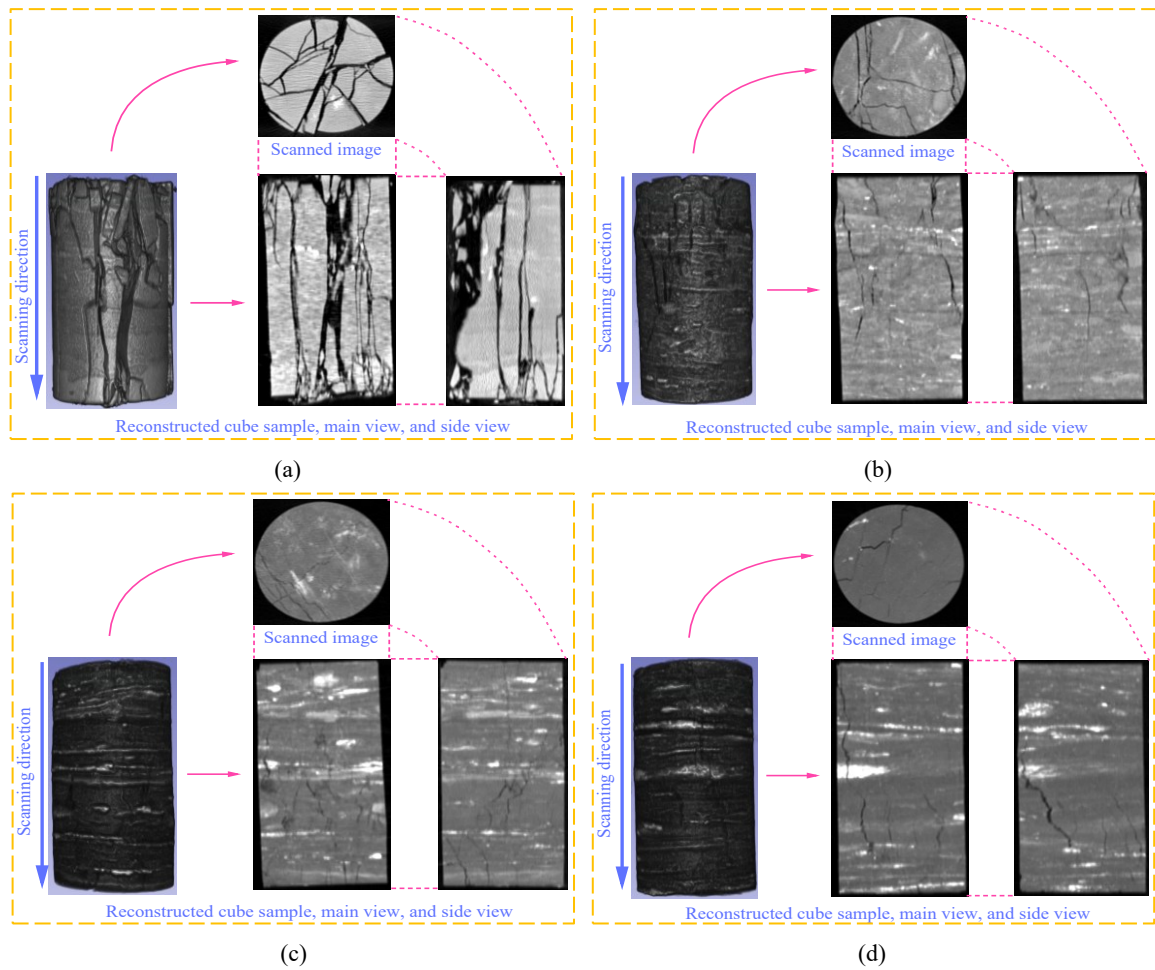 Scanned image
Scanning direction
Reconstructed cube sample, main view, and side view
(a)
Scanned image
Scanning direction
Reconstructed cube sample, main view, and side view
(b)
Scanned image
Scanning direction
Reconstructed cube sample, main view, and side view
(c)
Scanned image
Scanning direction
Reconstructed cube sample, main view, and side view
(d)